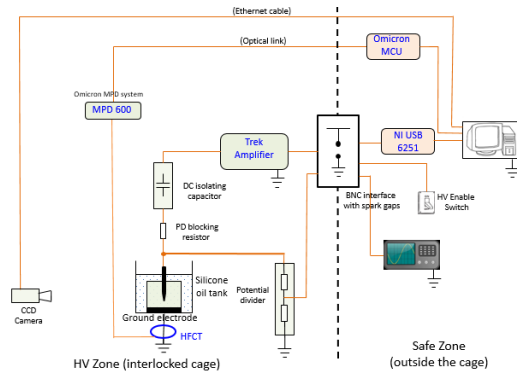 (Ethernet cable)
(Optical link)
Omicron
MCU
Omicron MPD system
MPD 600
Trek
Amplifier
NI USB
6251
DC isolating
capacitor
BNC interface
with spark gaps
HV Enable
Switch
PD blocking
resistor
Silicone
oil tank
Potential
divider
Ground electrode
HFCT
CCD
Camera
HV Zone (interlocked cage)
Safe Zone
(outside the cage)